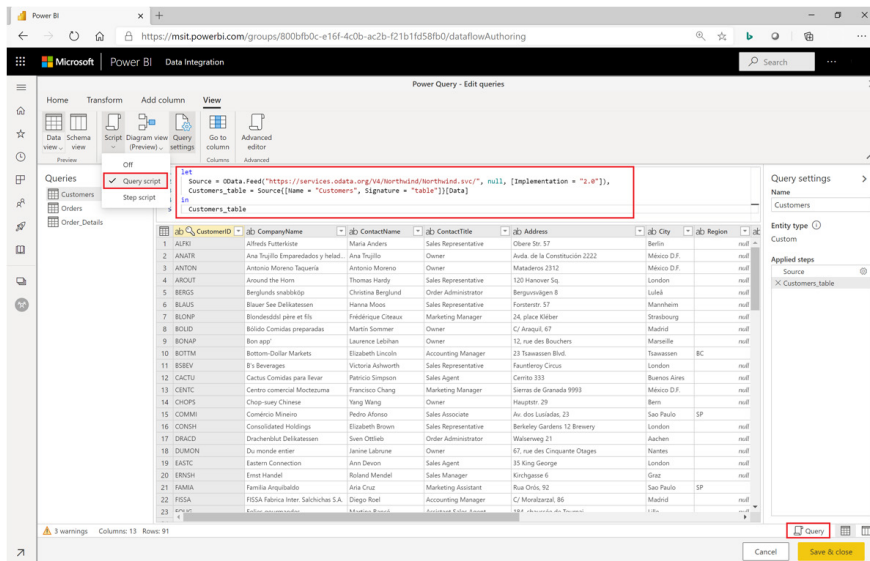 Power BI
https://msit.powerbi.com/groups/800bfb0c-e16f-4c0b-ac2b-f21b1fd58fb0/dataflowAuthoring
Microsoft Power BI Data Integration Search
Power Query - Edit queries
Home Transform Add column View
Data view Schema view Script Diagram view (Preview) Query settings Go to column Advanced editor
Preview Columns Advanced
Off
Query script
Step script
Queries
Customers
Orders
Order_Details
let
Source = OData.Feed("https://services.odata.org/V4/Northwind/Northwind.svc/", null, [Implementation = "2.0"]),
Customers_table = Source{[Name = "Customers", Signature = "table"]}[Data]
in
Customers_table
CustomerID CompanyName ContactName ContactTitle Address City Region
1 ALFKI Alfreds Futterkiste Maria Anders Sales Representative Obere Str. 57 Berlin null
2 ANATR Ana Trujillo Emparedados y helad... Ana Trujillo Owner Avda. de la Constitución 2222 México D.F. null
3 ANTON Antonio Moreno Taquería Antonio Moreno Owner Mataderos 2312 México D.F. null
4 AROUT Around the Horn Thomas Hardy Sales Representative 120 Hanover Sq. London null
5 BERGS Berglunds snabbköp Christina Berglund Order Administrator Berguvsvägen 8 Luleå null
6 BLAUS Blauer See Delikatessen Hanna Moos Sales Representative Forsterstr. 57 Mannheim null
7 BLONP Blondesddsl père et fils Frédérique Citeaux Marketing Manager 24, place Kléber Strasbourg null
8 BOLID Bólido Comidas preparadas Martín Sommer Owner C/ Araquil, 67 Madrid null
9 BONAP Bon app' Laurence Lebihan Owner 12, rue des Bouchers Marseille null
10 BOTTM Bottom-Dollar Markets Elizabeth Lincoln Accounting Manager 23 Tsawassen Blvd. Tsawassen BC
11 BSBEV B's Beverages Victoria Ashworth Sales Representative Fauntleroy Circus London null
12 CACTU Cactus Comidas para llevar Patricio Simpson Sales Agent Cerrito 333 Buenos Aires null
13 CENTC Centro comercial Moctezuma Francisco Chang Marketing Manager Sierras de Granada 9993 México D.F. null
14 CHOPS Chop-suey Chinese Yang Wang Owner Hauptstr. 29 Bern null
15 COMMI Comércio Mineiro Pedro Afonso Sales Associate Av. dos Lusíadas, 23 Sao Paulo SP
16 CONSH Consolidated Holdings Elizabeth Brown Sales Representative Berkeley Gardens 12 Brewery London null
17 DRACD Drachenblut Delikatessen Sven Ottlieb Order Administrator Walserweg 21 Aachen null
18 DUMON Du monde entier Janine Labrune Owner 67, rue des Cinquante Otages Nantes null
19 EASTC Eastern Connection Ann Devon Sales Agent 35 King George London null
20 ERNSH Ernst Handel Roland Mendel Sales Manager Kirchgasse 6 Graz null
21 FAMIA Familia Arquibaldo Aria Cruz Marketing Assistant Rua Orós, 92 Sao Paulo SP
22 FISSA FISSA Fabrica Inter. Salchichas S.A. Diego Roel Accounting Manager C/ Moralzarzal, 86 Madrid null
23
Query settings
Name
Customers
Entity type
Custom
Applied steps
Source
Customers_table
3 warnings Columns: 13 Rows: 91 Query
Cancel Save & close